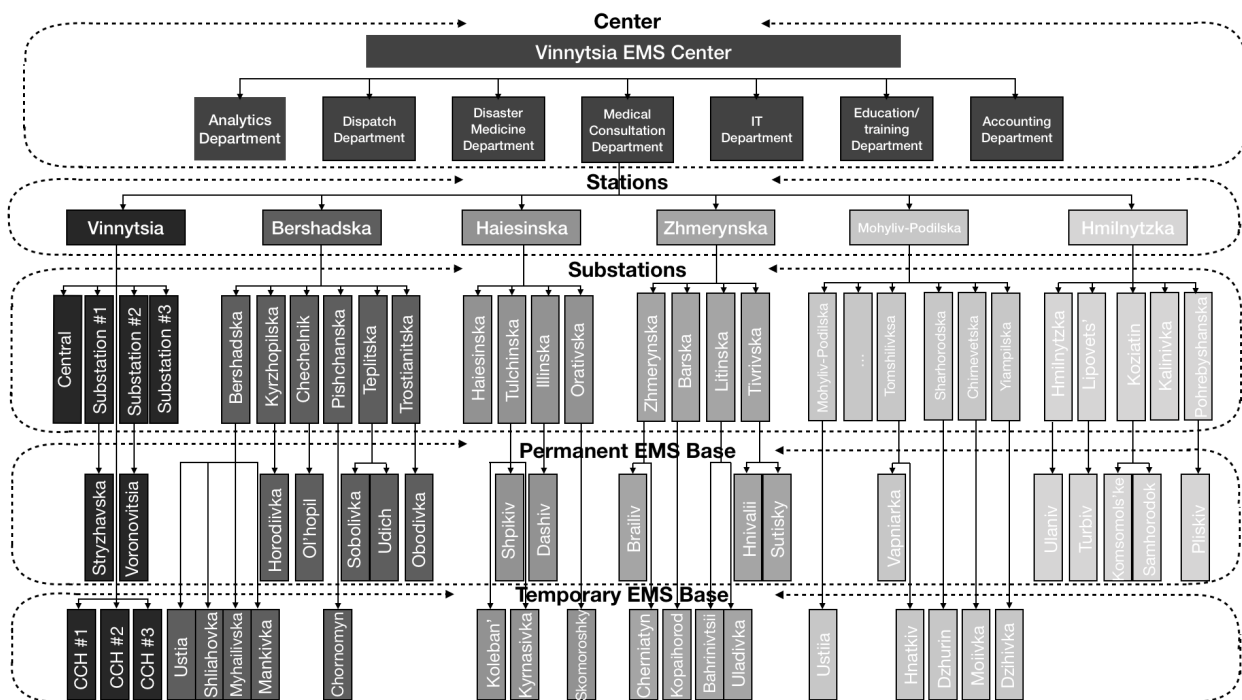 Center
Vinnytsia EMS Center
Analytics
Department
Dispatch
Department
Disaster
Medicine
Department
Medical
Consultation
Department
IT
Department
Education/
training
Department
Accounting
Department
Stations
Vinnytsia
Bershadska
Haiesinska
Zhmerynska
Mohyliv-Podilska
Hmilnytzka
Substations
Central
Substation #1
Substation #2
Substation #3
Bershadska
Kyrzhopilska
Chechelnik
Pishchanska
Teplitska
Trostianitska
Haiesinska
Tulchinska
Illinska
Orativska
Zhmerynska
Barska
Litinska
Tivrivska
Mohyliv-Podilska
...
Tomshilivksa
Sharhorodska
Chirnevetska
Yiampilska
Hmilnytzka
Lipovets'
Koziatin
Kalinivka
Pohrebyshanska
Permanent EMS Base
Stryzhavska
Voronovitsia
Horodiivka
Ol'hopil
Sobolivka
Udich
Obodivka
Shpikiv
Dashiv
Brailiv
Hnivalii
Sutisky
Vapniarka
Ulaniv
Turbiv
Komsomols'ke
Samhorodok
Pliskiv
Temporary EMS Base
CCH #1
CCH #2
CCH #3
Ustia
Shliahovka
Myhailivska
Mankivka
Chornomyn
Koleban'
Kyrnasivka
Skomoroshky
Cherniatyn
Kopaihorod
Bahrinivtsii
Uladivka
Ustiia
Hnatkiv
Dzhurin
Moiivka
Dzihivka